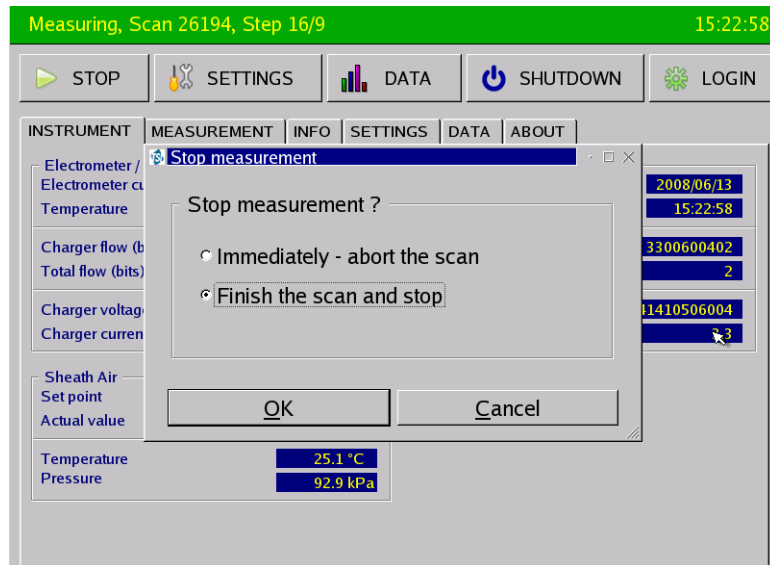 Measuring, Scan 26194, Step 16/9 15:22:58
STOP SETTINGS DATA SHUTDOWN LOGIN
INSTRUMENT MEASUREMENT INFO SETTINGS DATA ABOUT
Stop measurement
Electrometer /
Electrometer cu 2008/06/13
Temperature 15:22:58
Stop measurement ?
Charger flow (b 3300600402
Immediately - abort the scan
Total flow (bits) 2
Finish the scan and stop
Charger voltag 41410506004
Charger curren 3.3
Sheath Air
Set point
Actual value
OK Cancel
Temperature 25.1 °C
Pressure 92.9 kPa